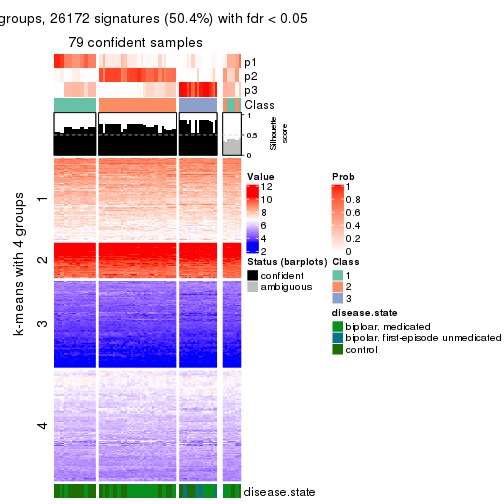 groups, 26172 signatures (50.4%) with fdr < 0.05
79 confident samples
p1
p2
p3
Class
1
0.5
0
Silhouette
score
k-means with 4 groups
1
2
3
4
disease.state
Value
12
10
8
6
4
2
Prob
1
0.8
0.6
0.4
0.2
0
Status (barplots)
confident
ambiguous
Class
1
2
3
disease.state
biploar. medicated
bipolar. first-episode unmedicated
control